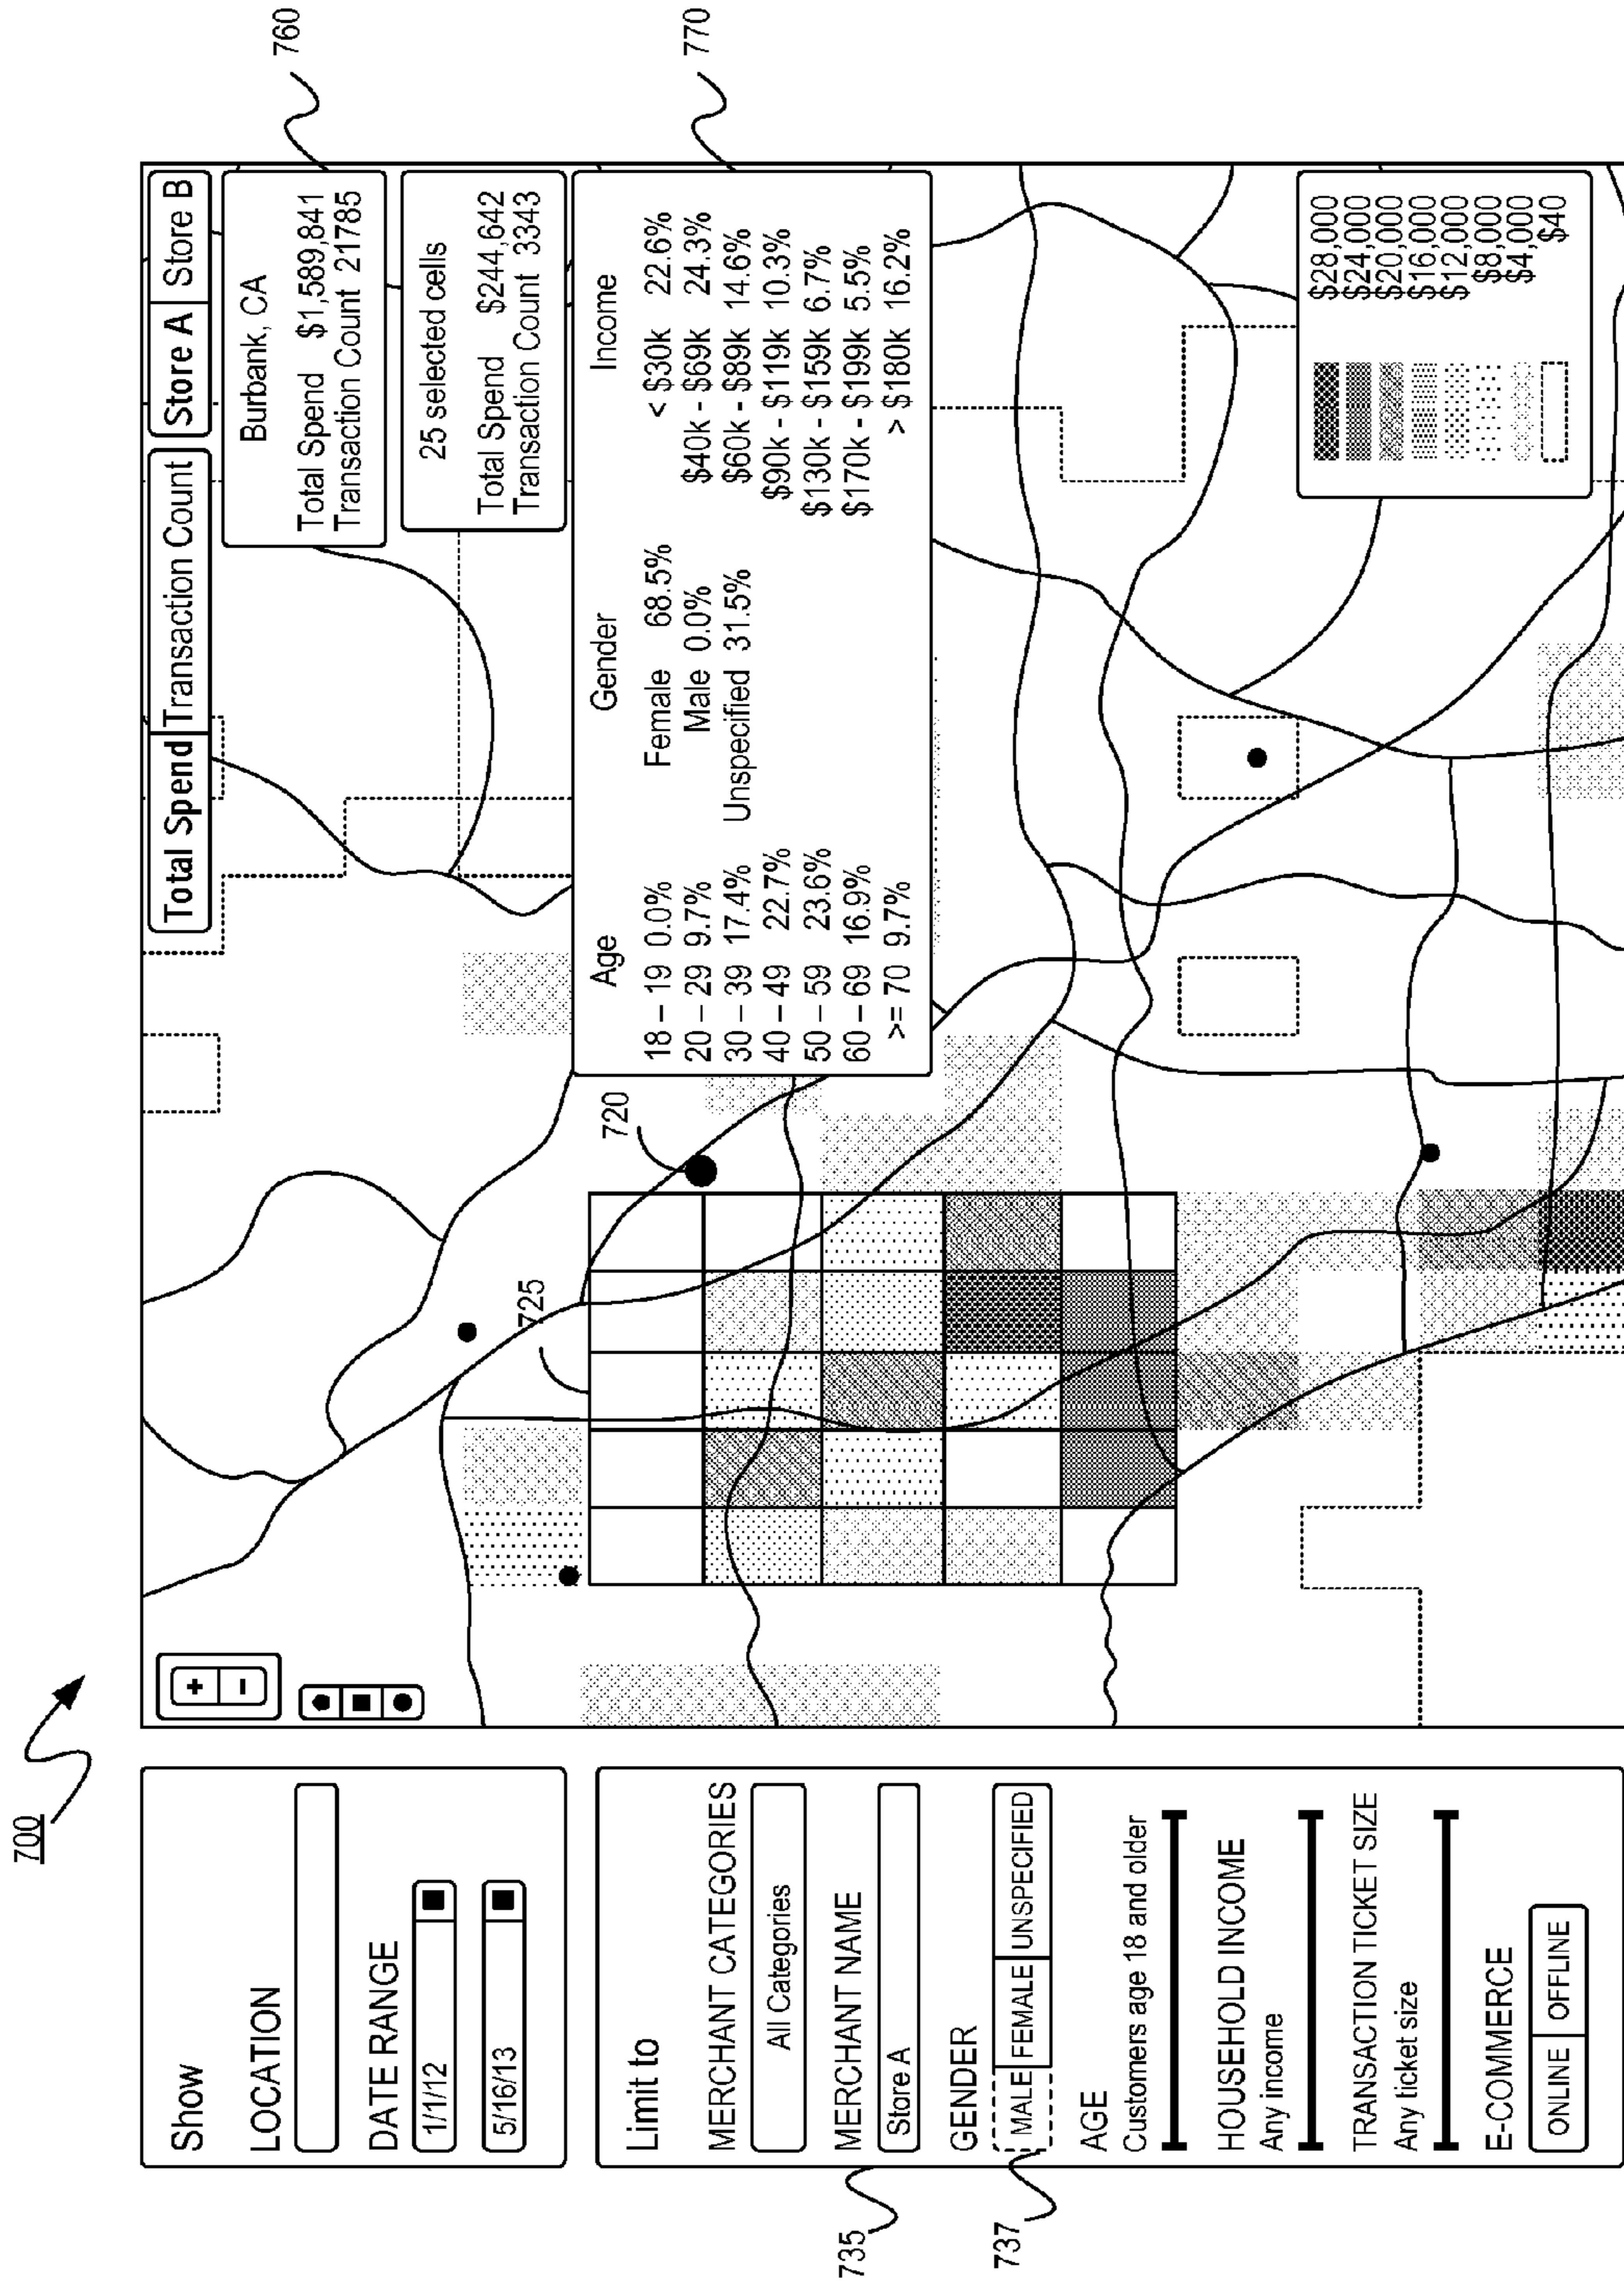 700
Show
LOCATION
DATE RANGE
1/1/12
5/16/13
Limit to
MERCHANT CATEGORIES
All Categories
MERCHANT NAME
Store A
735
GENDER
MALE FEMALE UNSPECIFIED
737
AGE
Customers age 18 and older
HOUSEHOLD INCOME
Any income
TRANSACTION TICKET SIZE
Any ticket size
E-COMMERCE
ONLINE OFFLINE
+
−
Total Spend Transaction Count
Store A Store B
Burbank, CA
Total Spend $1,589,841
Transaction Count 21785
760
25 selected cells
Total Spend $244,642
Transaction Count 3343
770
Age Gender Income
18 – 19 0.0% Female 68.5% < $30k 22.6%
20 – 29 9.7% Male 0.0% $40k - $69k 24.3%
30 – 39 17.4% Unspecified 31.5% $60k - $89k 14.6%
40 – 49 22.7% $90k - $119k 10.3%
50 – 59 23.6% $130k - $159k 6.7%
60 – 69 16.9% $170k - $199k 5.5%
>= 70 9.7% > $180k 16.2%
720
725
$28,000
$24,000
$20,000
$16,000
$12,000
$8,000
$4,000
$40